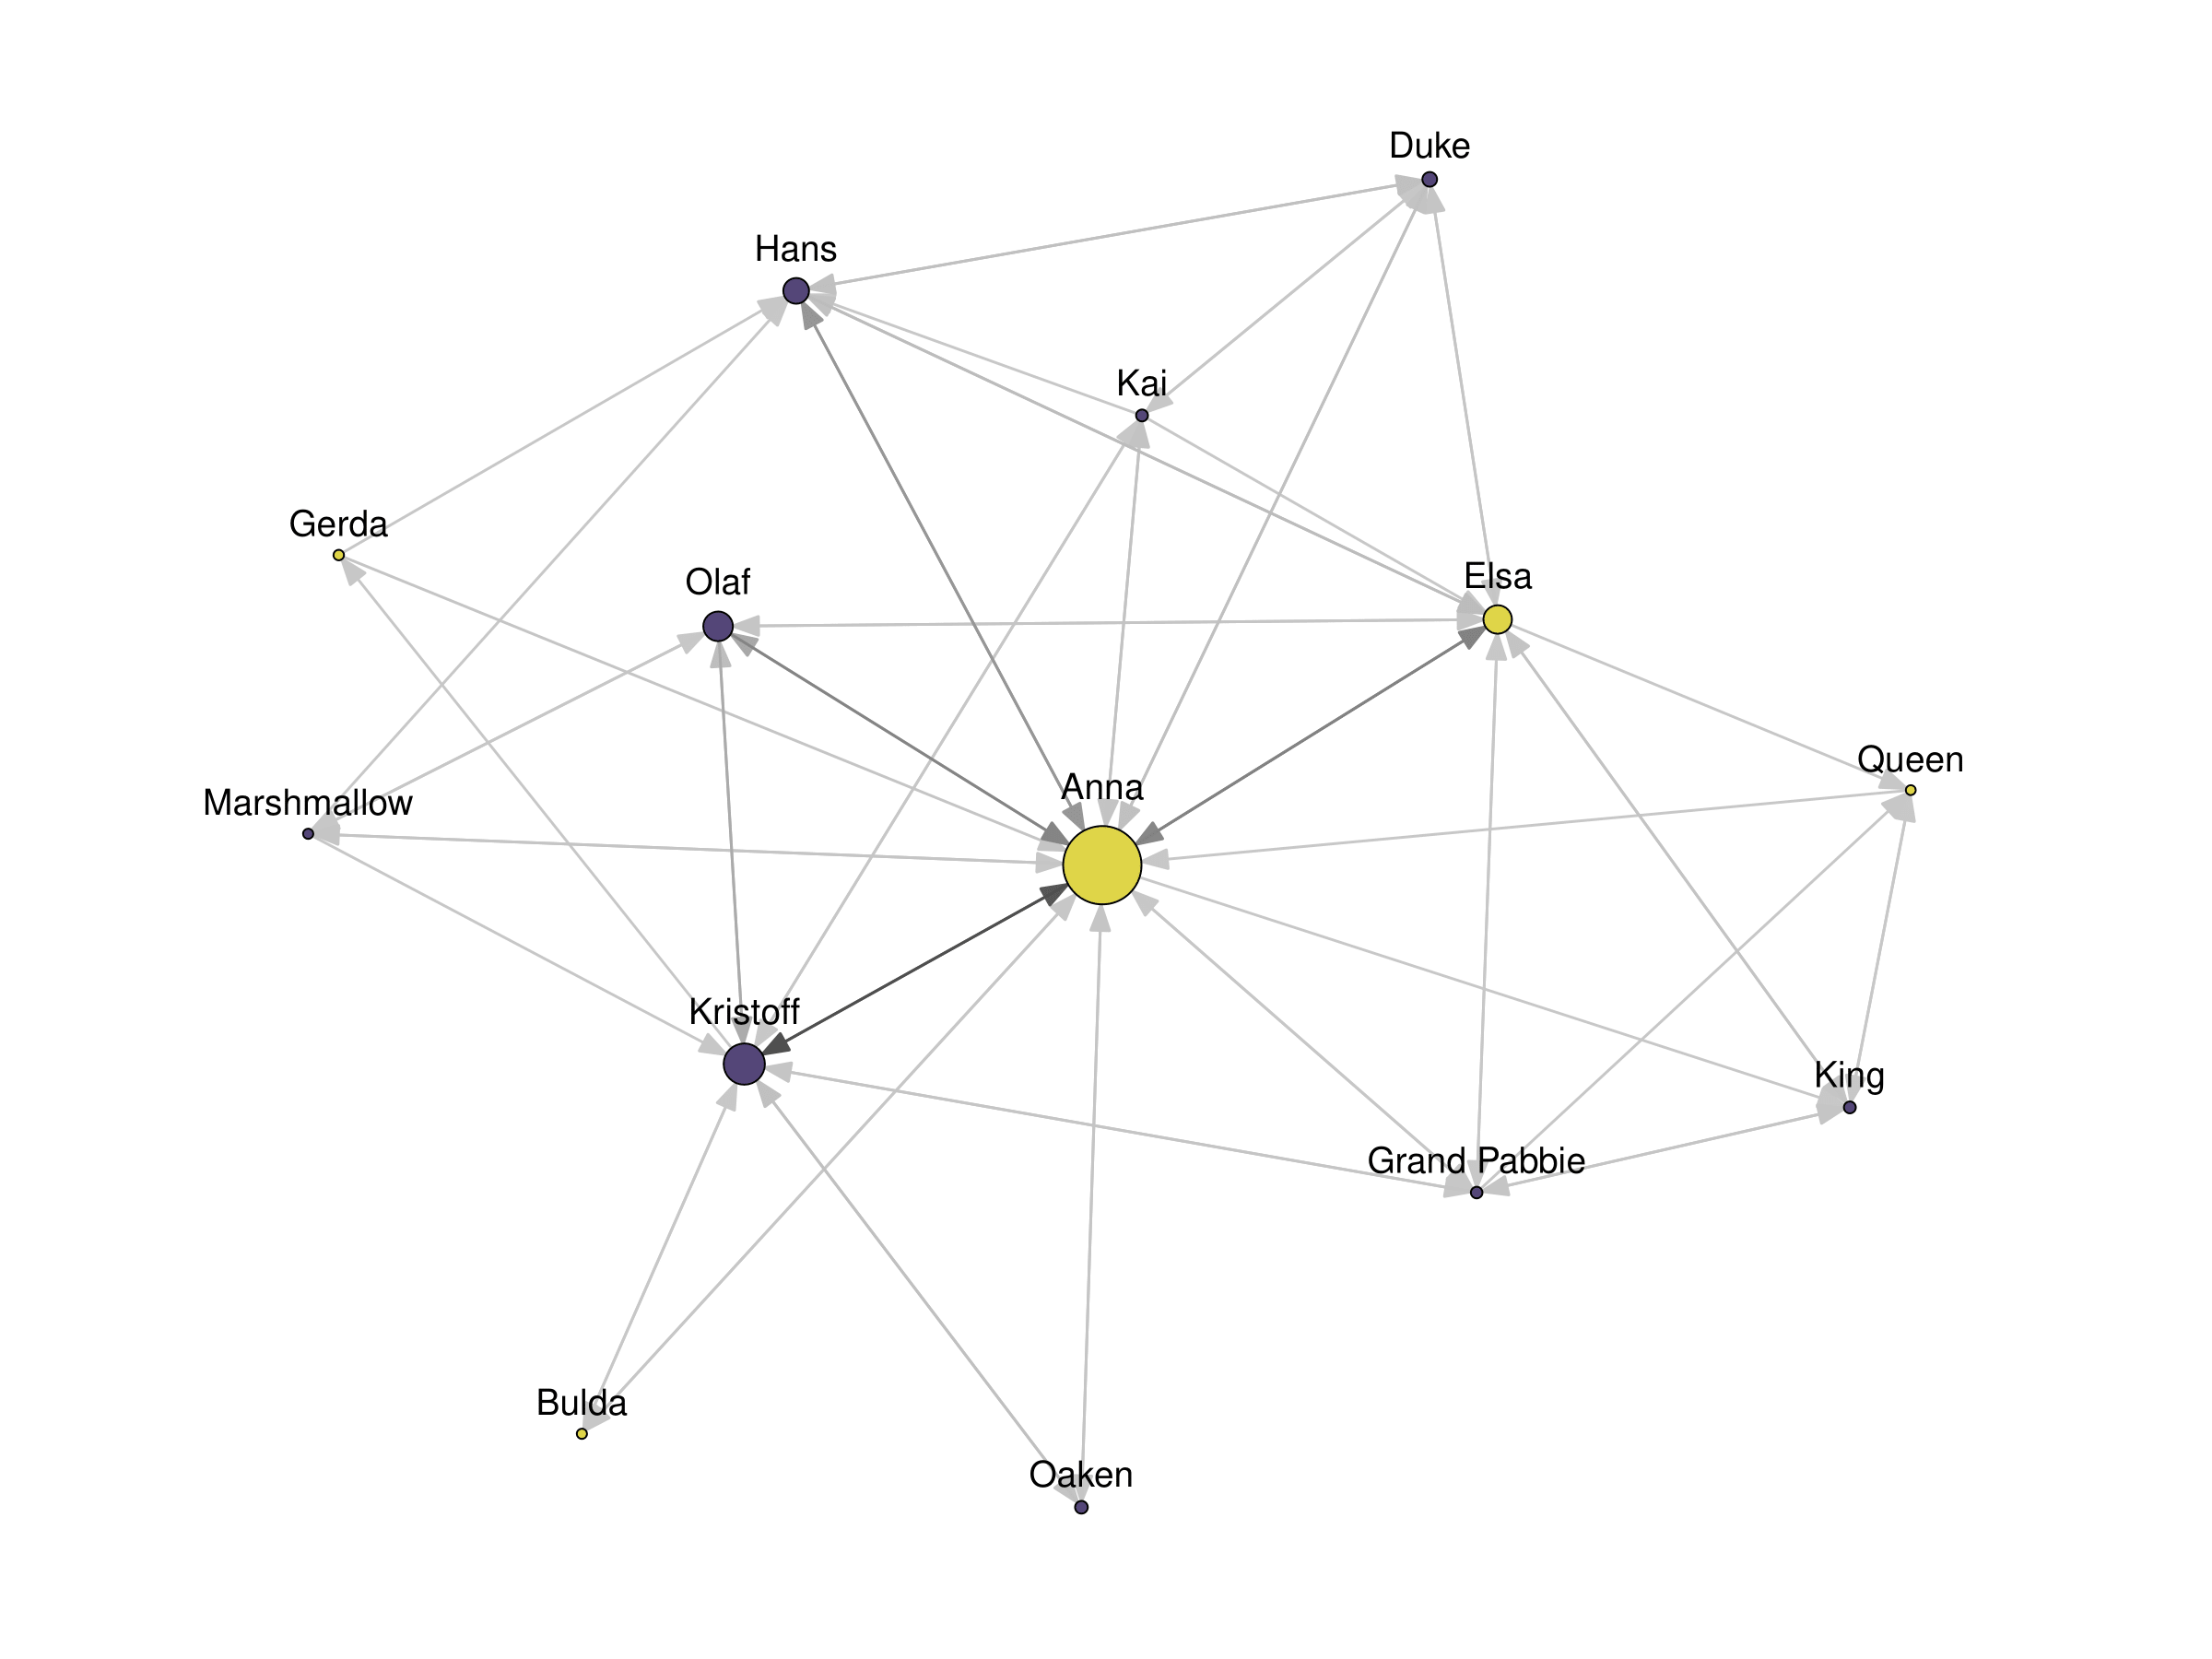 Duke
Hans
Kai
Gerda
Olaf
Elsa
Queen
Anna
Marshmallow
Kristoff
King
Grand Pabbie
Bulda
Oaken